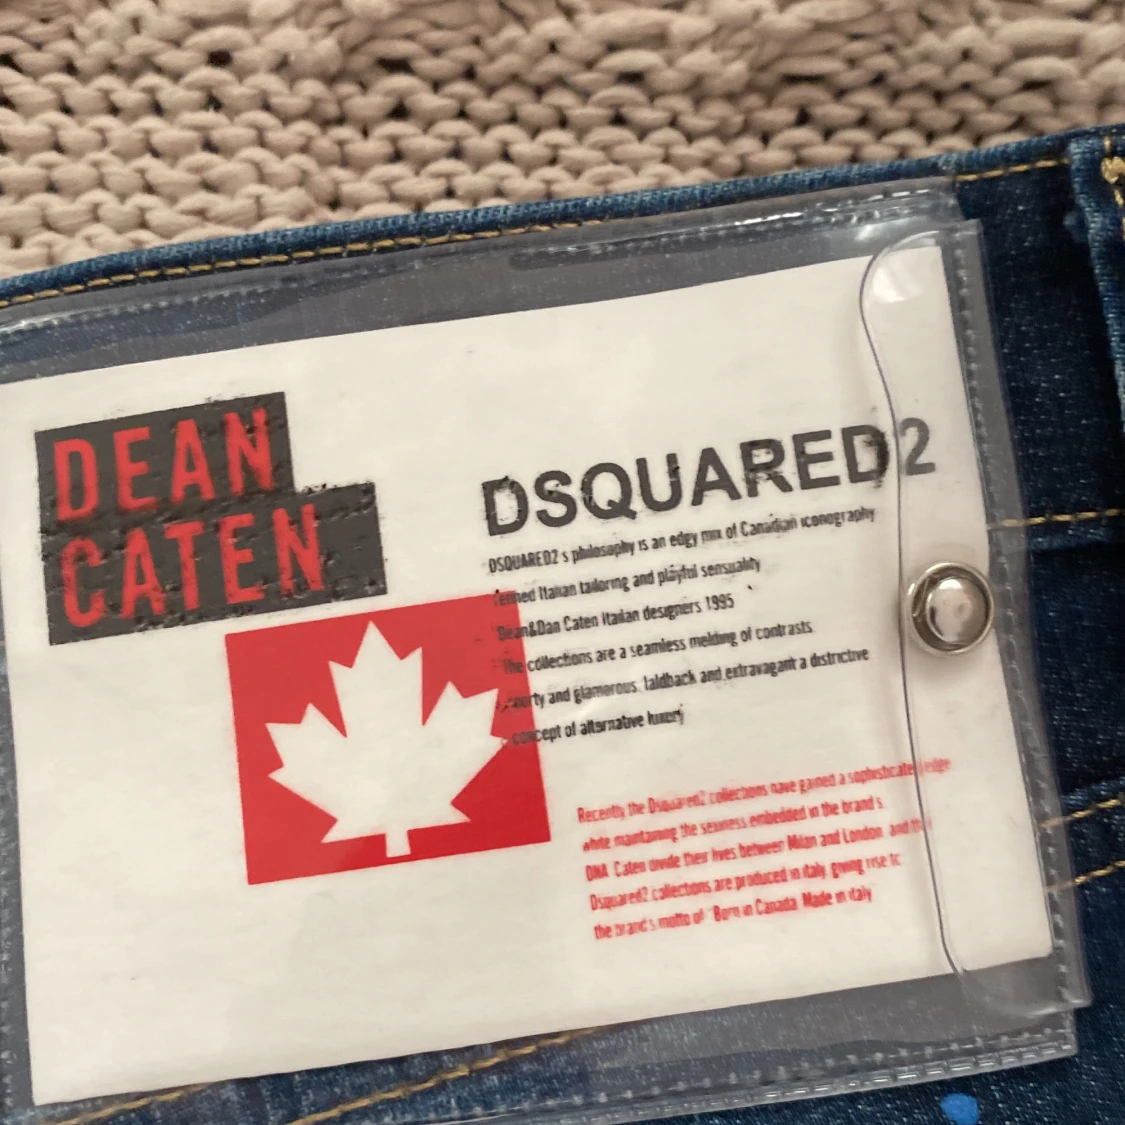 DEAN
CATEN
DSQUARED2
DSQUARED2 s philosophy is an edgy mix of Canadian iconography
Italian tailoring and playful sensuality
Dean&Dan Caten Italian designers 1995
The collections are a seamless melding of contrasts
and glamorous. laidback and extravagant a distrinctive
concept of alternative luxury
Recently the Dsquared2 collections have gained a sophisticated edge
while maintaining the sexiness embedded in the brand s
DNA Caten divide their lives between Milan and London and
Dsquared2 collections are produced in italy, giving rise to
the brand's motto of Born in Canada Made in italy